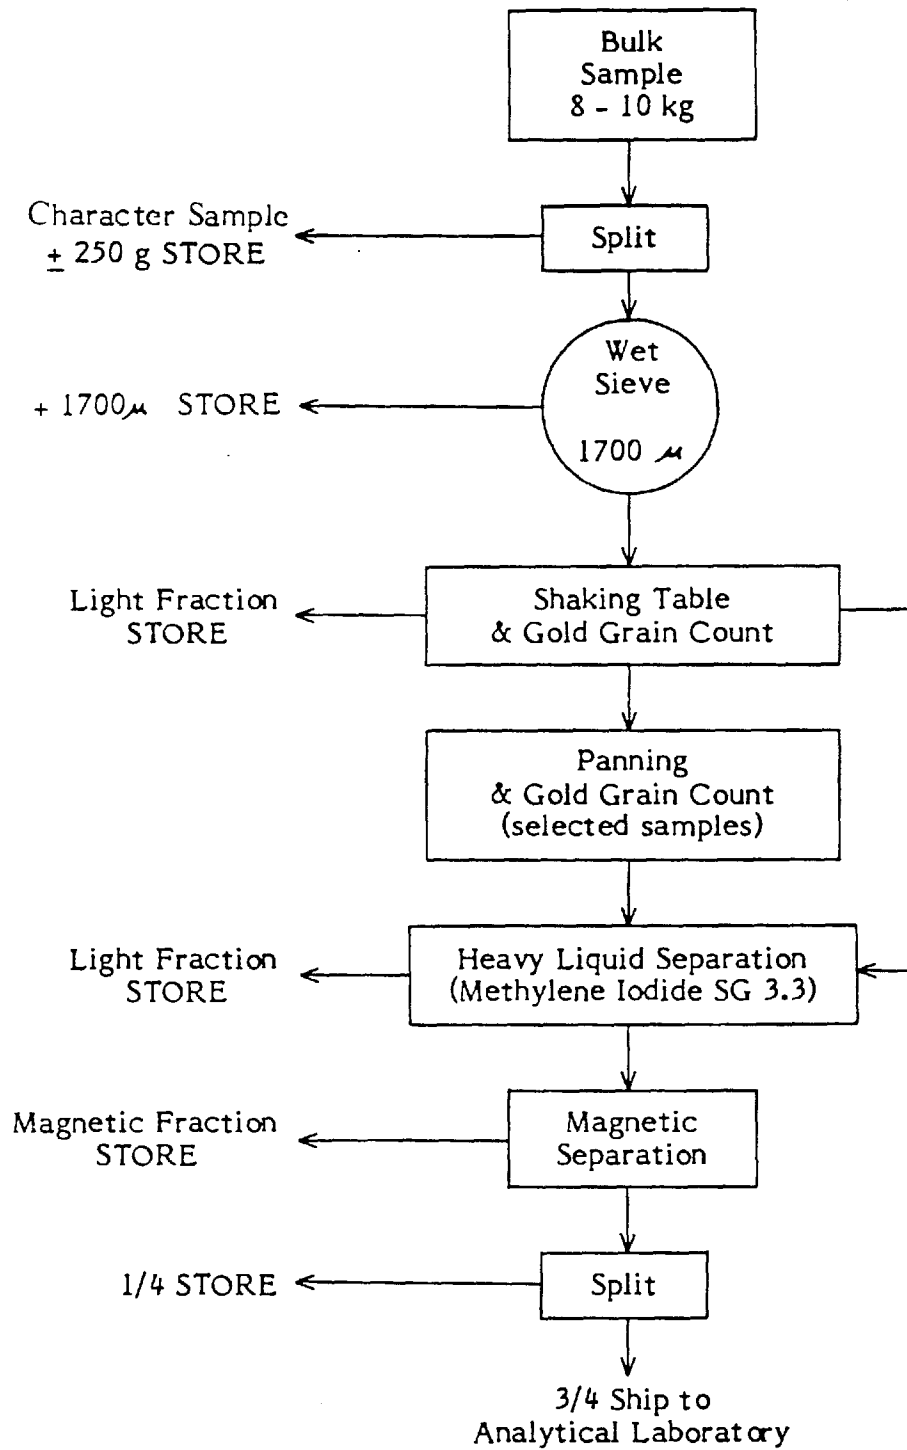 Bulk
Sample
8 - 10 kg
Character Sample
± 250 g STORE
Split
Wet
Sieve
1700 μ
+ 1700μ STORE
Shaking Table
& Gold Grain Count
Light Fraction
STORE
Panning
& Gold Grain Count
(selected samples)
Heavy Liquid Separation
(Methylene Iodide SG 3.3)
Light Fraction
STORE
Magnetic
Separation
Magnetic Fraction
STORE
Split
1/4 STORE
3/4 Ship to
Analytical Laboratory